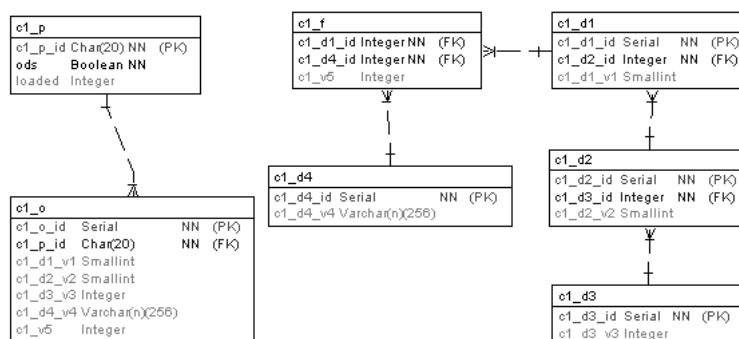 c1_p
c1_p_id Char(20) NN (PK)
ods Boolean NN
loaded Integer
c1_f
c1_d1_id Integer NN (FK)
c1_d4_id Integer NN (FK)
c1_v5 Integer
c1_d1
c1_d1_id Serial NN (PK)
c1_d2_id Integer NN (FK)
c1_d1_v1 Smallint
c1_d4
c1_d4_id Serial NN (PK)
c1_d4_v4 Varchar(n)(256)
c1_d2
c1_d2_id Serial NN (PK)
c1_d3_id Integer NN (FK)
c1_d2_v2 Smallint
c1_o
c1_o_id Serial NN (PK)
c1_p_id Char(20) NN (FK)
c1_d1_v1 Smallint
c1_d2_v2 Smallint
c1_d3_v3 Integer
c1_d4_v4 Varchar(n)(256)
c1_v5 Integer
c1_d3
c1_d3_id Serial NN (PK)
c1_d3_v3 Integer